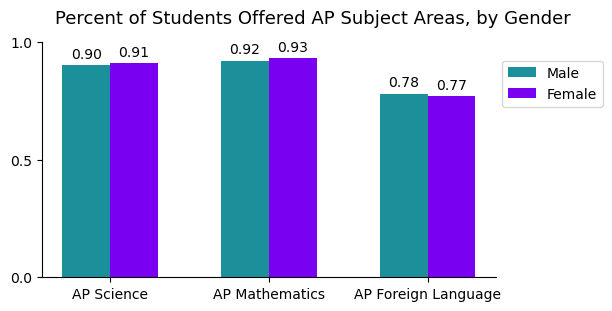 Percent of Students Offered AP Subject Areas, by Gender
1.0
0.5
0.0
0.90
0.91
0.92
0.93
0.78
0.77
AP Science
AP Mathematics
AP Foreign Language
Male
Female